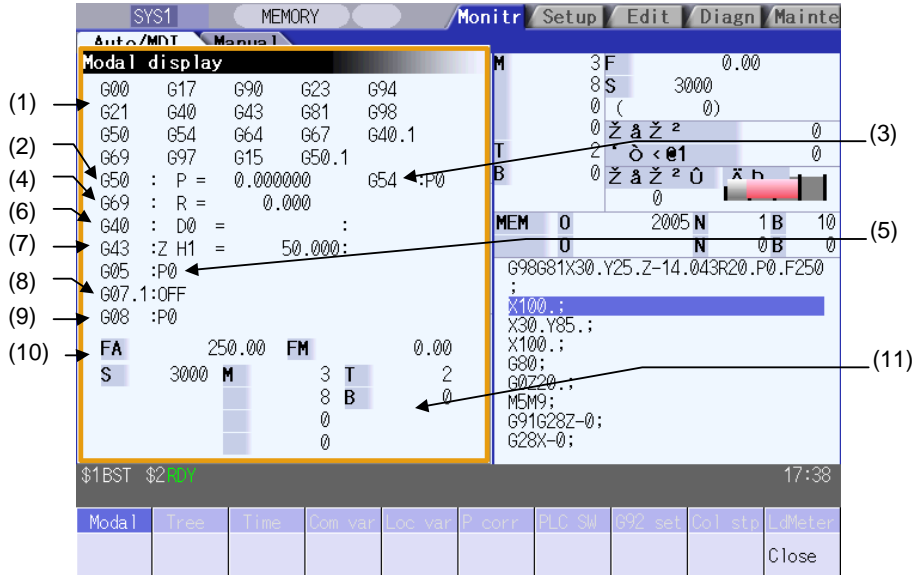 SYS1 MEMORY Monitr Setup Edit Diagn Mainte
Auto/MDI Manual
Modal display
G00 G17 G90 G23 G94
G21 G40 G43 G81 G98
G50 G54 G64 G67 G40.1
G69 G97 G15 G50.1
G50 : P = 0.000000 G54 :P0
G69 : R = 0.000
G40 : D0 = :
G43 :Z H1 = 50.000:
G05 :P0
G07.1:OFF
G08 :P0
FA 250.00 FM 0.00
S 3000 M 3 T 2
8 B 0
0
0
M 3 F 0.00
8 S 3000
0 ( 0)
0 Ž å Ž ² 0
T 2 ゛ Ò < @1 0
B 0 Ž å Ž ² Û Ä Þ
0
MEM O 2005 N 1 B 10
O N 0 B 0
G98G81X30.Y25.Z-14.043R20.P0.F250
;
X100.;
X30.Y85.;
X100.;
G80;
G0Z20.;
M5M9;
G91G28Z-0;
G28X-0;
$1BST $2RDY 17:38
Modal Tree Time Com var Loc var P corr PLC SW G92 set Col stp LdMeter
Close
(1)
(2)
(4)
(6)
(7)
(8)
(9)
(10)
(3)
(5)
(11)